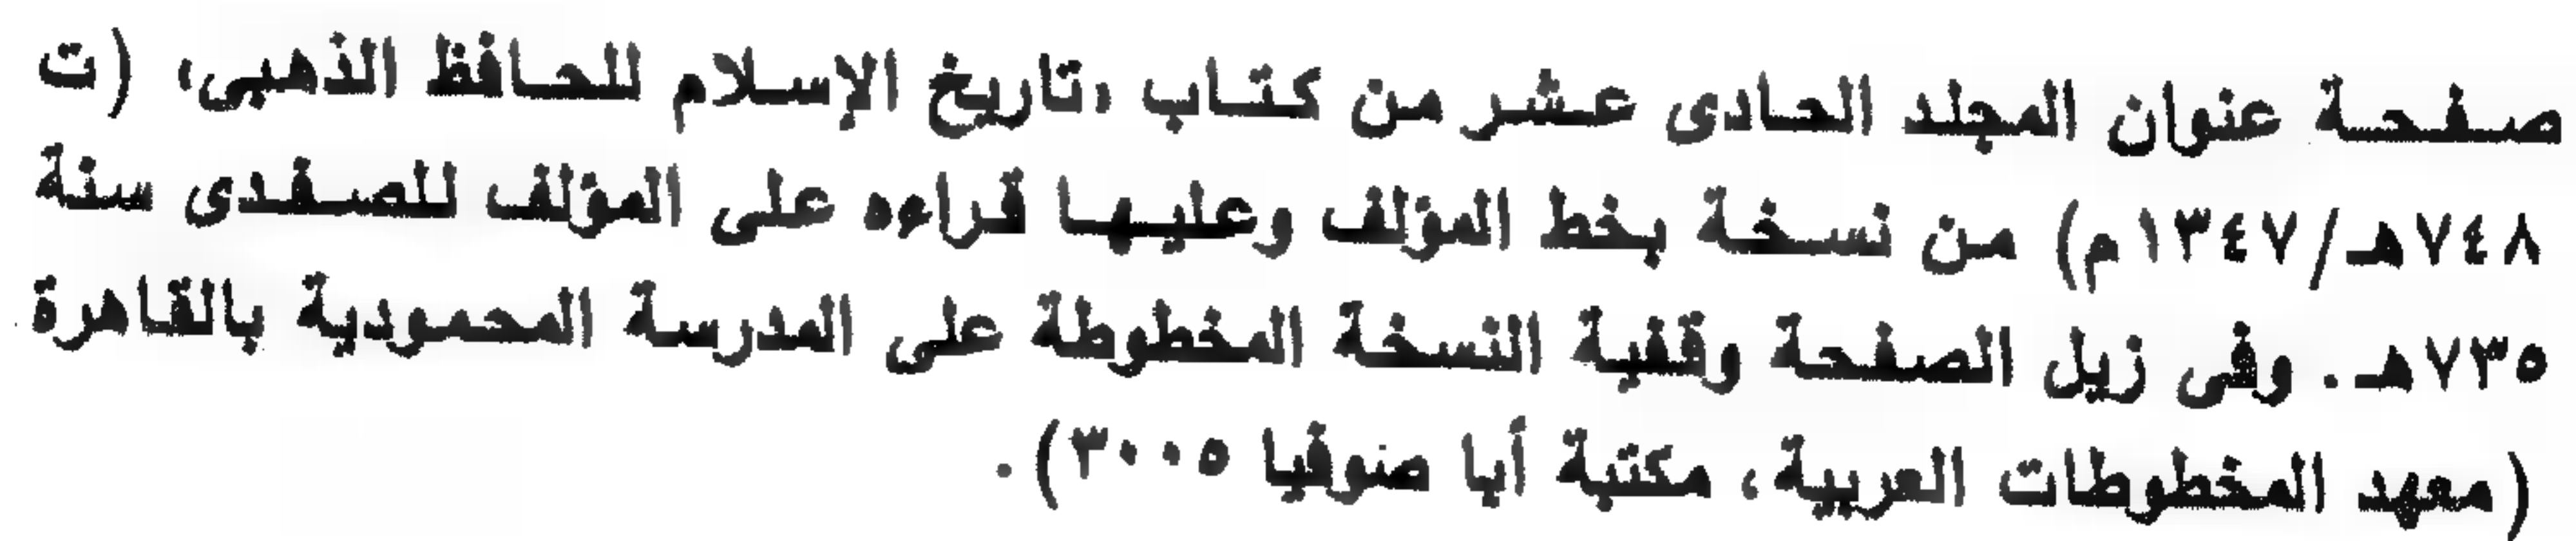 صفحة عنوان المجلد الحادى عشر من كتاب «تاريخ الإسلام للحافظ الذهبى» (ت
٧٤٨هـ/١٣٤٧م) من نسخة بخط المؤلف وعليها قراءه على المؤلف للصفدى سنة
٧٣٥هـ. وفى زيل الصفحة وقفية النسخة المخطوطة على المدرسة المحمودية بالقاهرة
(معهد المخطوطات العربية، مكتبة أيا صوفيا ٣٠٠٥).